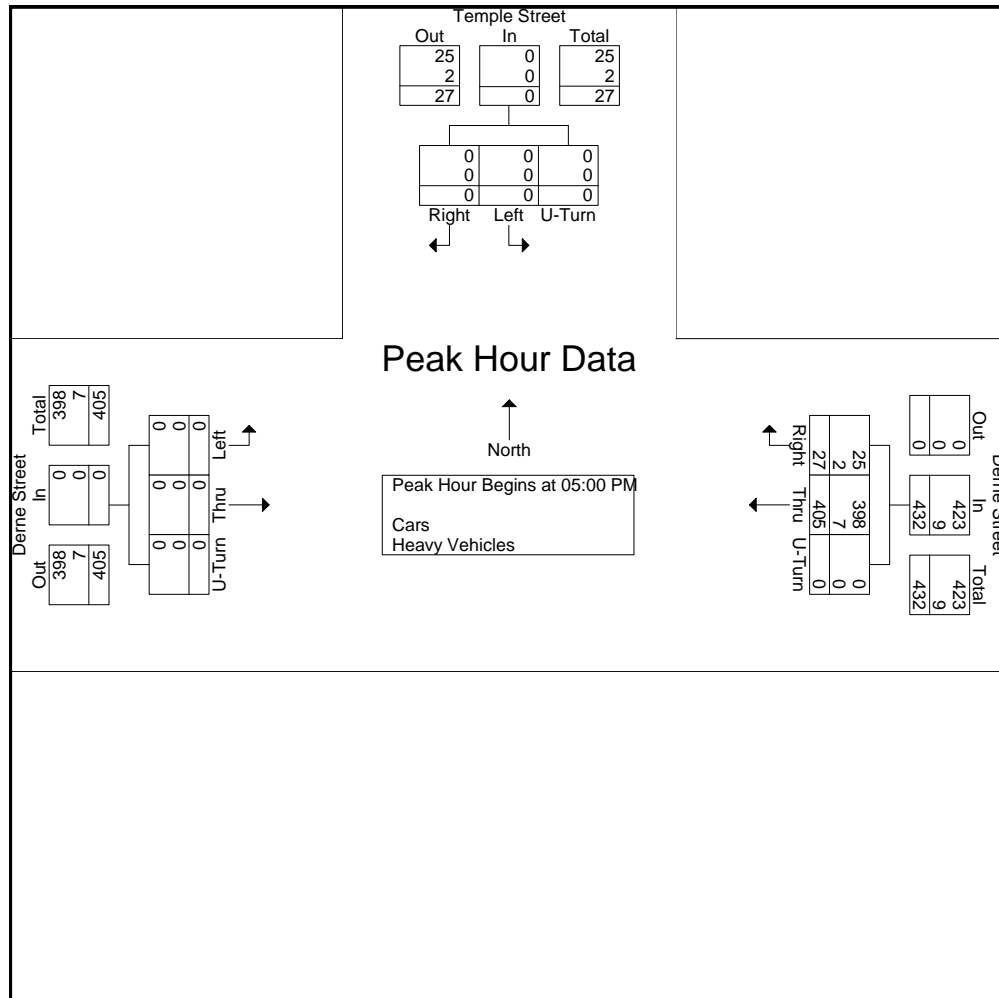 Temple Street
Out In Total
25 0 25
2 0 2
27 0 27
0 0 0
0 0 0
0 0 0
Right Left U-Turn
Peak Hour Data
North
Peak Hour Begins at 05:00 PM
Cars
Heavy Vehicles
Derne Street
Out In Total
398 0 398
7 0 7
405 0 405
Left Thru U-Turn
0 0 0
0 0 0
0 0 0
Derne Street
Out In Total
0 423 423
0 9 9
0 432 432
Right Thru U-Turn
25 398 0
2 7 0
27 405 0